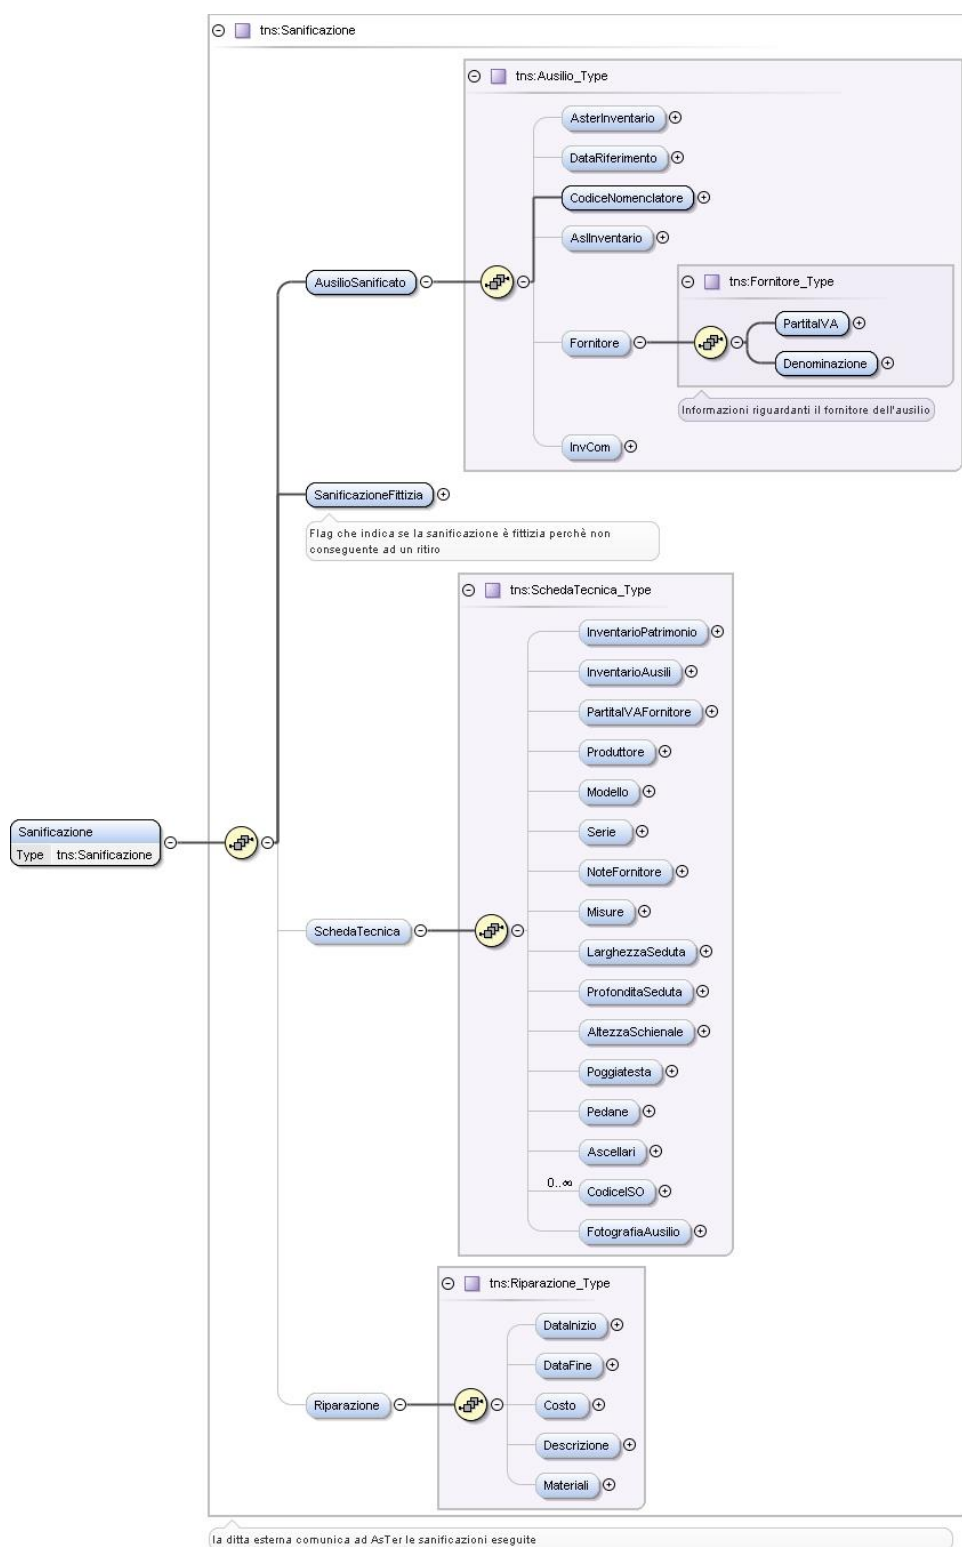 tns:Sanificazione
tns:Ausilio_Type
AsterInventario
DataRiferimento
CodiceNomenclatore
AslInventario
AusilioSanificato
tns:Fornitore_Type
PartitaIVA
Fornitore
Denominazione
Informazioni riguardanti il fornitore dell'ausilio
InvCom
SanificazioneFittizia
Flag che indica se la sanificazione è fittizia perchè non
conseguente ad un ritiro
tns:SchedaTecnica_Type
InventarioPatrimonio
InventarioAusili
PartitaIVAFornitore
Produttore
Modello
Serie
Sanificazione
Type tns:Sanificazione
NoteFornitore
Misure
SchedaTecnica
LarghezzaSeduta
ProfonditaSeduta
AltezzaSchienale
Poggiatesta
Pedane
Ascellari
0..∞
CodiceISO
FotografiaAusilio
tns:Riparazione_Type
DataInizio
DataFine
Riparazione
Costo
Descrizione
Materiali
la ditta esterna comunica ad AsTer le sanificazioni eseguite